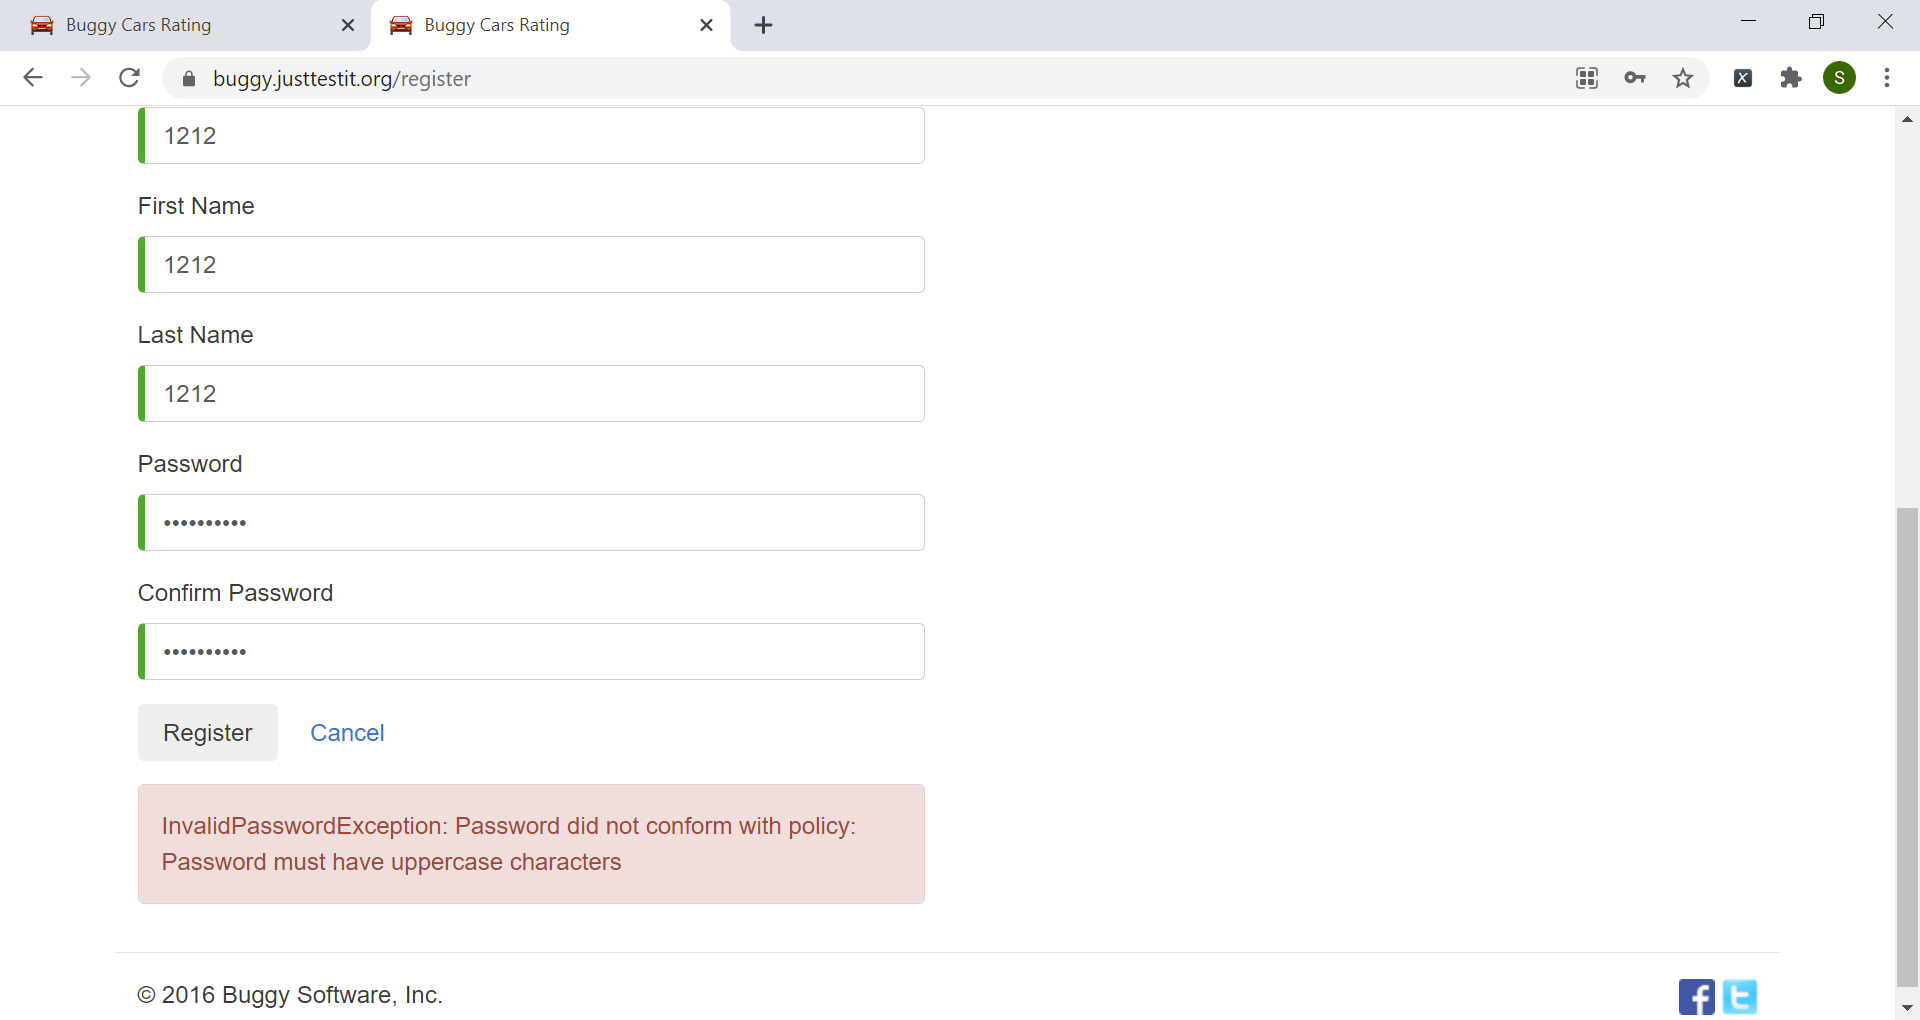 Buggy Cars Rating
Buggy Cars Rating
buggy.justtestit.org/register
X
S
1212
First Name
1212
Last Name
1212
Password
••••••••••
Confirm Password
••••••••••
Register Cancel
InvalidPasswordException: Password did not conform with policy:
Password must have uppercase characters
© 2016 Buggy Software, Inc.